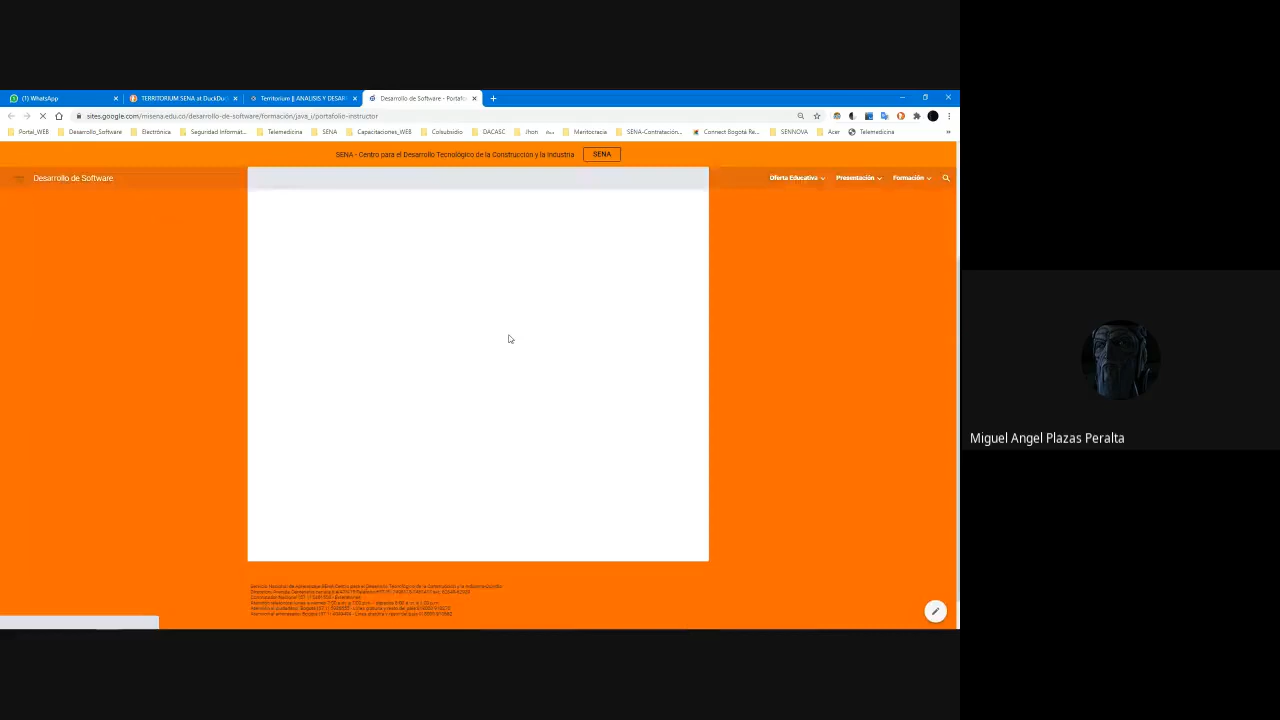 (1) WhatsApp
TERRITORIUM SENA at DuckDu
Territorium || ANALISIS Y DESAR
Desarrollo de Software - Portafo
sites.google.com/misena.edu.co/desarrollo-de-software/formación/java_i/portafolio-instructor
Portal_WEB
Desarrollo_Software
Electrónica
Seguridad Informat...
Telemedicina
SENA
Capacitaciones_WEB
Colsubsidio
DACASC
Jhon
Meritocracia
SENA-Contratación...
Connect Bogotá Re...
SENNOVA
Acer
Telemedicina
SENA - Centro para el Desarrollo Tecnológico de la Construcción y la Industria
SENA
Desarrollo de Software
Oferta Educativa
Presentación
Formación
Miguel Angel Plazas Peralta